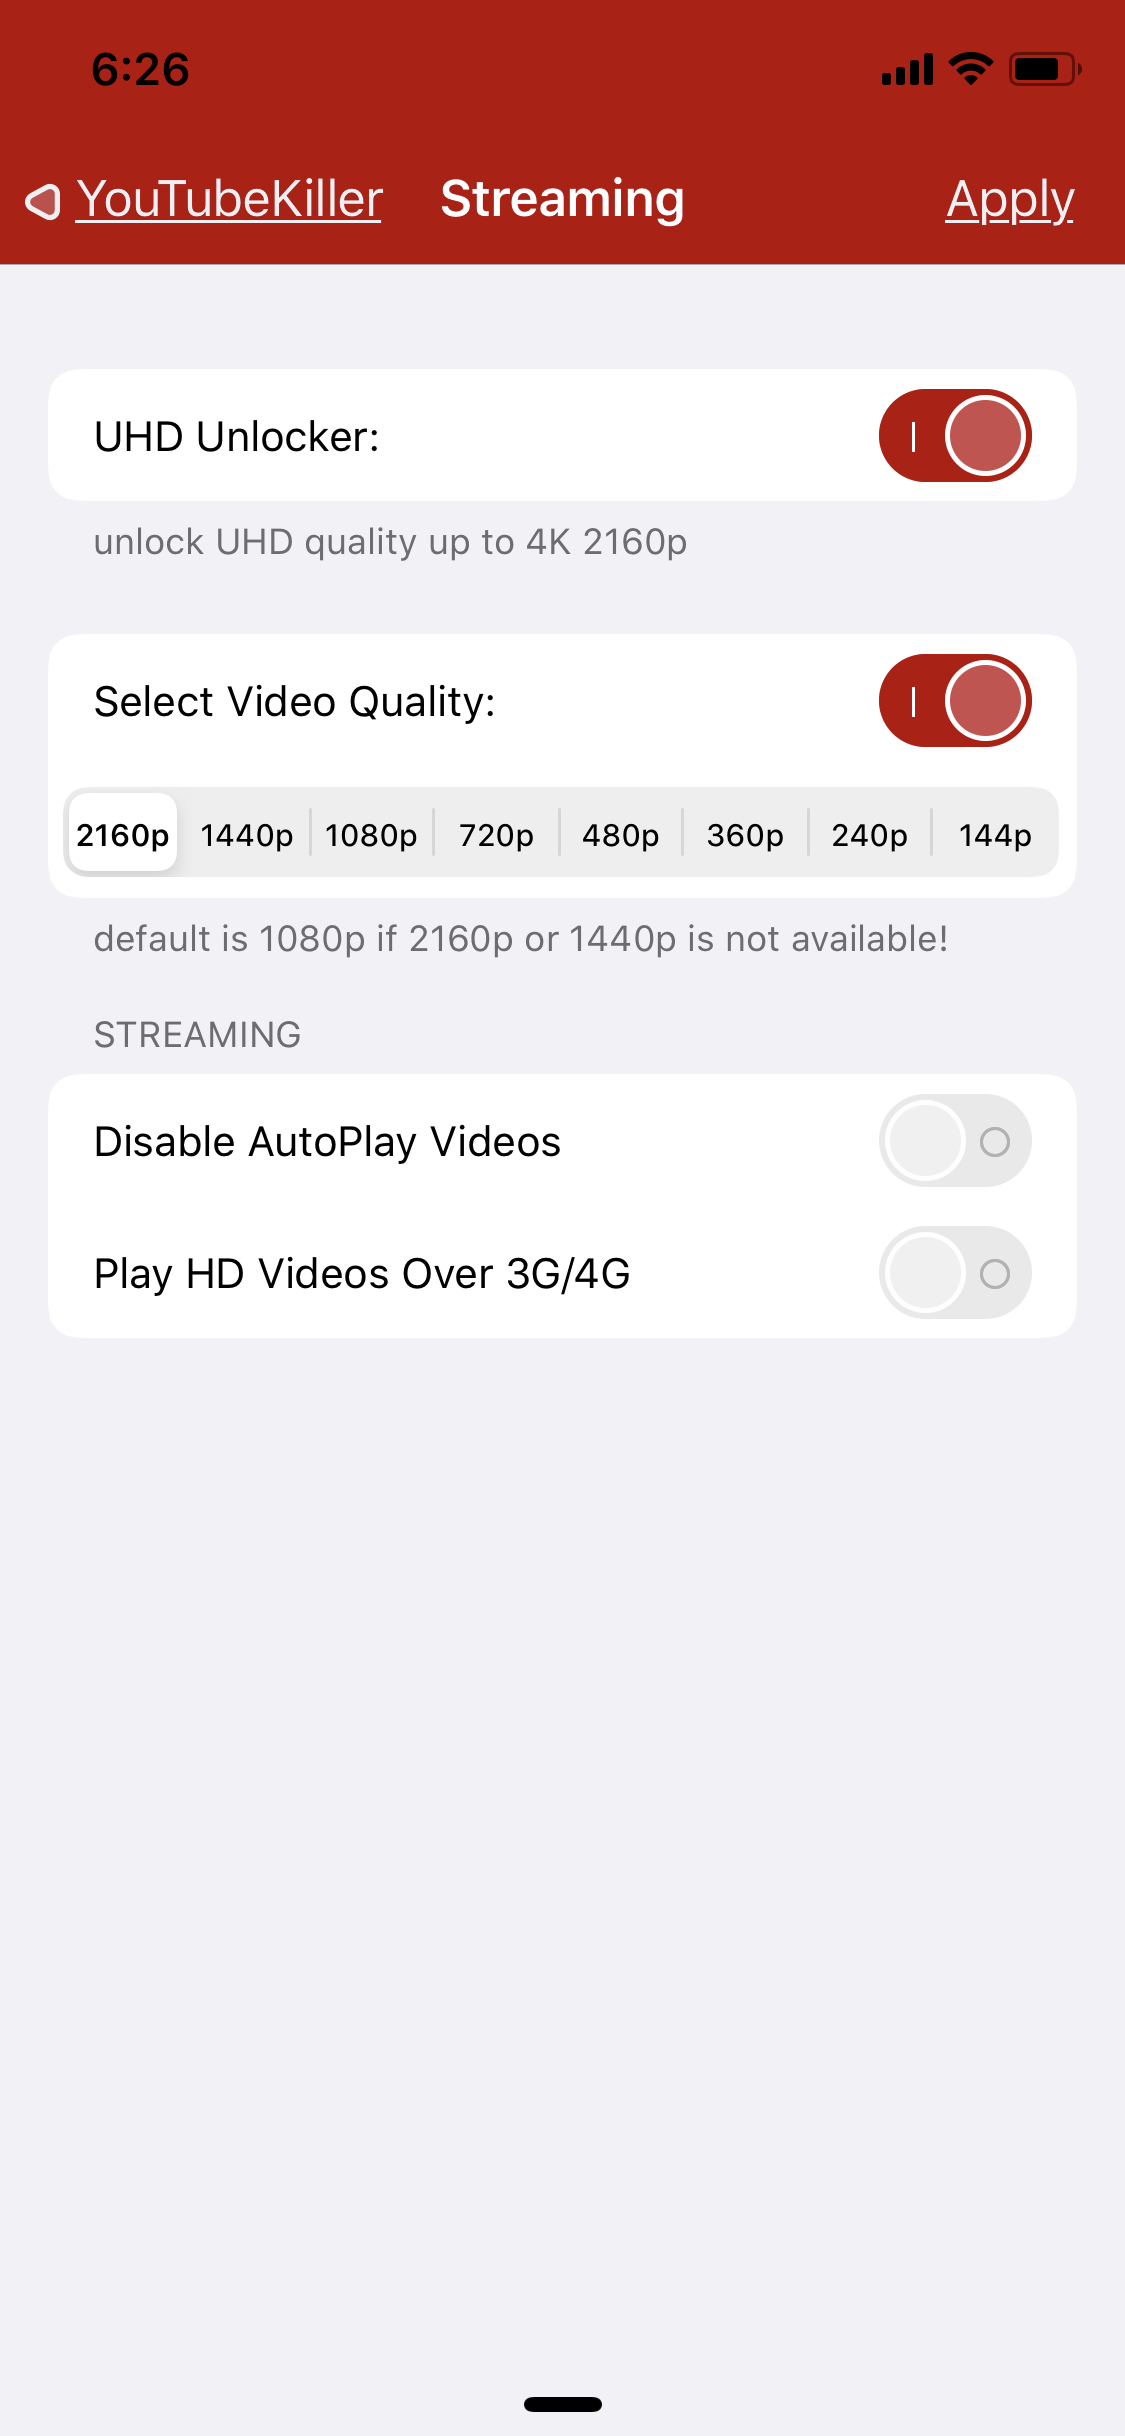 6:26
YouTubeKiller Streaming Apply
UHD Unlocker:
unlock UHD quality up to 4K 2160p
Select Video Quality:
2160p 1440p 1080p 720p 480p 360p 240p 144p
default is 1080p if 2160p or 1440p is not available!
STREAMING
Disable AutoPlay Videos
Play HD Videos Over 3G/4G